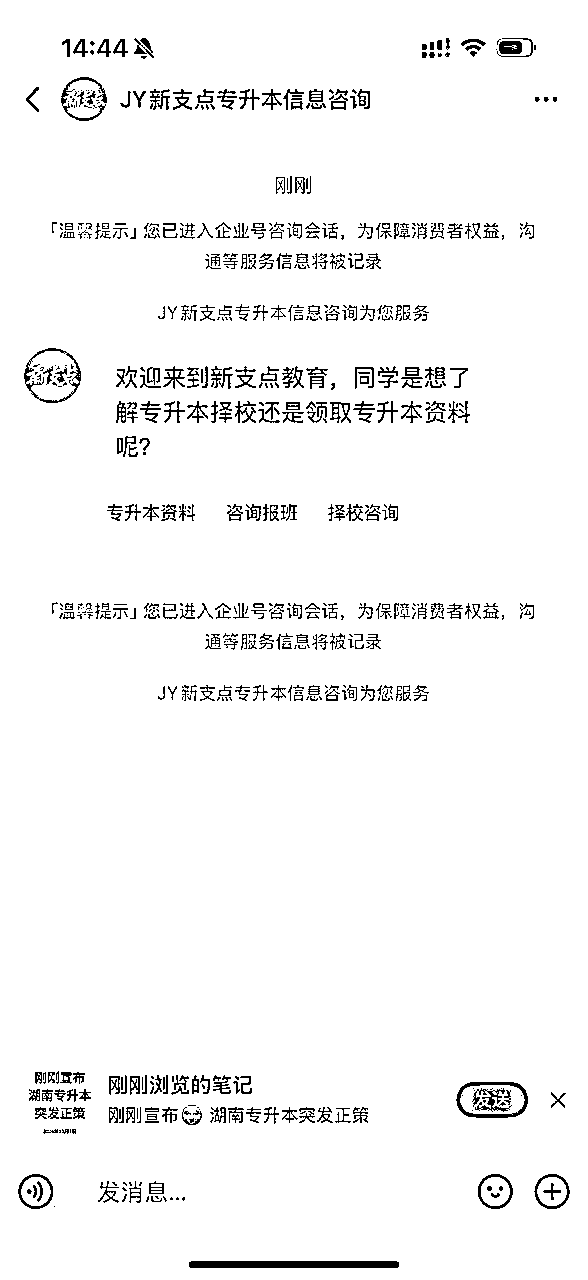 14:44
JY新支点专升本信息咨询
刚刚
「温馨提示」您已进入企业号咨询会话，为保障消费者权益，沟
通等服务信息将被记录
JY新支点专升本信息咨询为您服务
欢迎来到新支点教育，同学是想了
解专升本择校还是领取专升本资料
呢?
专升本资料 咨询报班 择校咨询
「温馨提示」您已进入企业号咨询会话，为保障消费者权益，沟
通等服务信息将被记录
JY新支点专升本信息咨询为您服务
刚刚宣布
湖南专升本
突发正策
刚刚浏览的笔记
刚刚宣布 湖南专升本突发正策
发送
发消息...